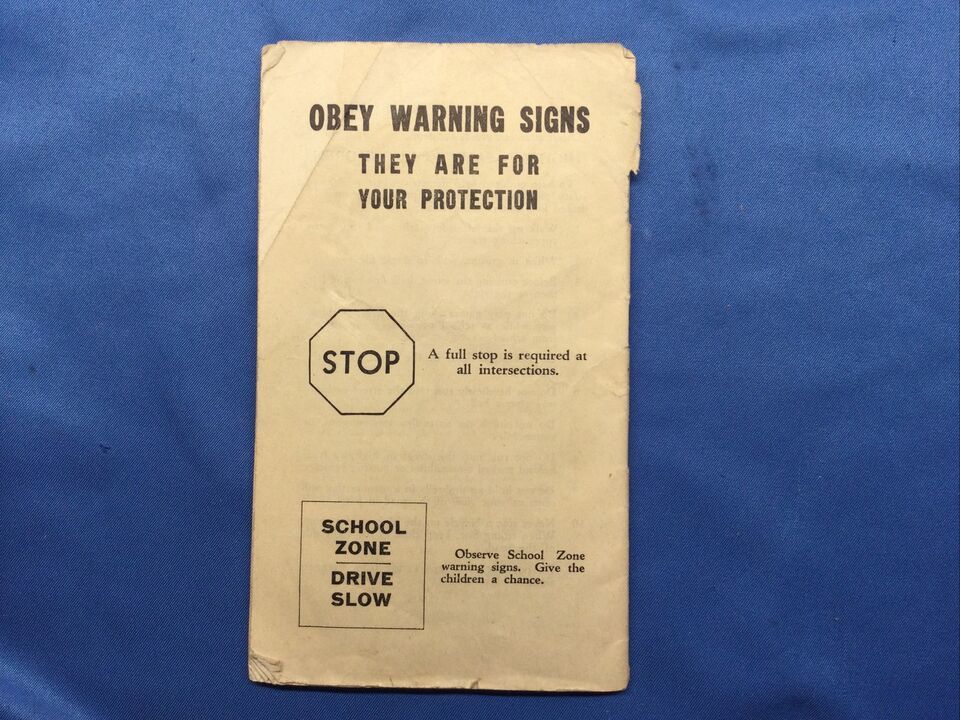 OBEY WARNING SIGNS
THEY ARE FOR
YOUR PROTECTION
STOP
A full stop is required at
all intersections.
SCHOOL
ZONE
DRIVE
SLOW
Observe School Zone
warning signs. Give the
children a chance.